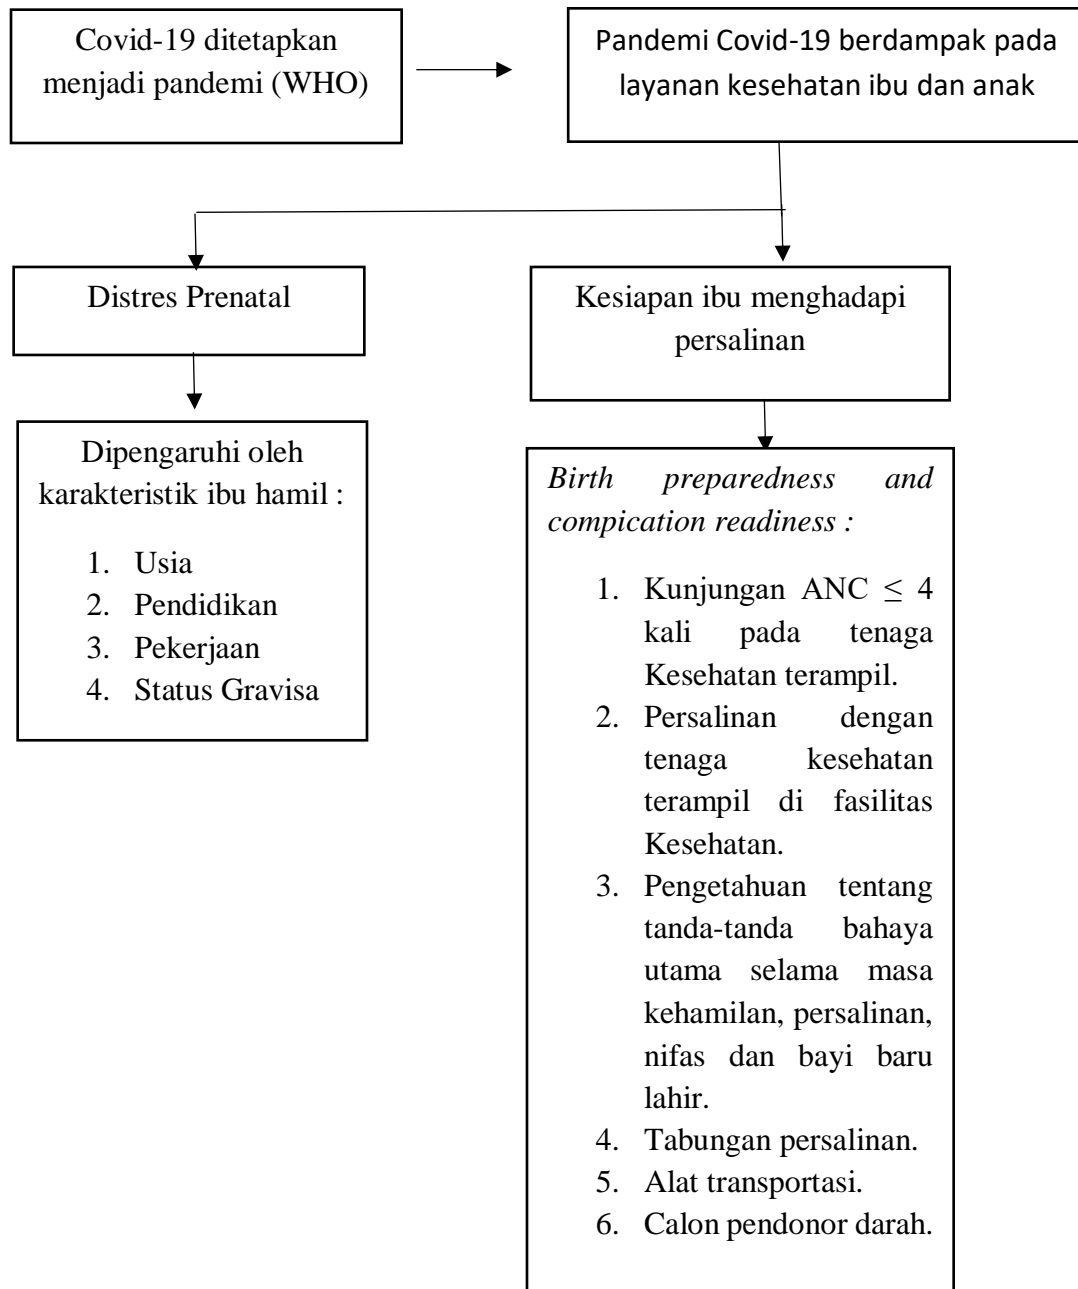 Covid-19 ditetapkan
menjadi pandemi (WHO)
Pandemi Covid-19 berdampak pada
layanan kesehatan ibu dan anak
Distres Prenatal
Kesiapan ibu menghadapi
persalinan
Dipengaruhi oleh
karakteristik ibu hamil :
1. Usia
2. Pendidikan
3. Pekerjaan
4. Status Gravisa
Birth preparedness and
compication readiness :
1. Kunjungan ANC ≤ 4
kali pada tenaga
Kesehatan terampil.
2. Persalinan dengan
tenaga kesehatan
terampil di fasilitas
Kesehatan.
3. Pengetahuan tentang
tanda-tanda bahaya
utama selama masa
kehamilan, persalinan,
nifas dan bayi baru
lahir.
4. Tabungan persalinan.
5. Alat transportasi.
6. Calon pendonor darah.